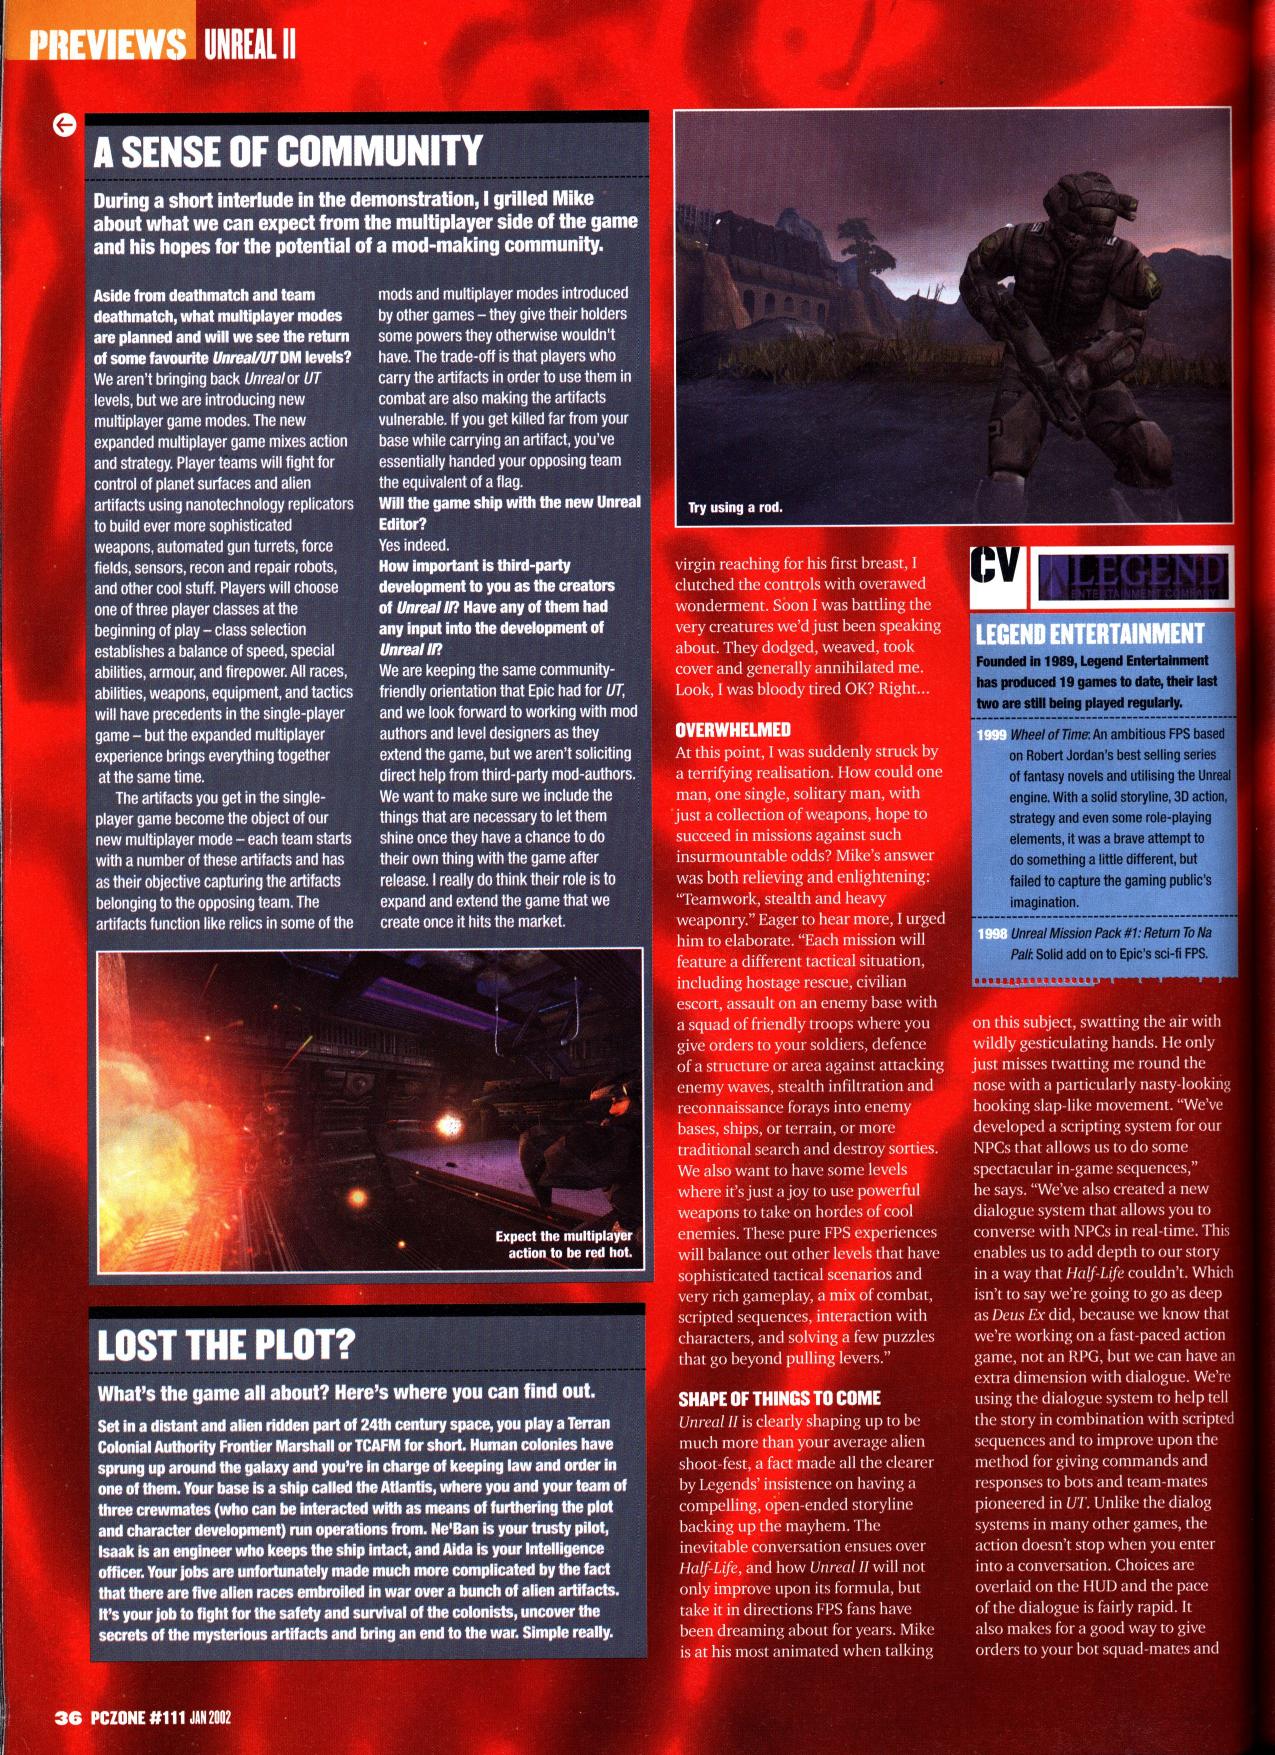 PREVIEWS UNREAL II
A SENSE OF COMMUNITY
During a short interlude in the demonstration, I grilled Mike
about what we can expect from the multiplayer side of the game
and his hopes for the potential of a mod-making community.
Aside from deathmatch and team
deathmatch, what multiplayer modes
are planned and will we see the return
of some favourite Unreal/UT DM levels?
We aren't bringing back Unreal or UT
levels, but we are introducing new
multiplayer game modes. The new
expanded multiplayer game mixes action
and strategy. Player teams will fight for
control of planet surfaces and alien
artifacts using nanotechnology replicators
to build ever more sophisticated
weapons, automated gun turrets, force
fields, sensors, recon and repair robots,
and other cool stuff. Players will choose
one of three player classes at the
beginning of play – class selection
establishes a balance of speed, special
abilities, armour, and firepower. All races,
abilities, weapons, equipment, and tactics
will have precedents in the single-player
game – but the expanded multiplayer
experience brings everything together
at the same time.
The artifacts you get in the single-
player game become the object of our
new multiplayer mode – each team starts
with a number of these artifacts and has
as their objective capturing the artifacts
belonging to the opposing team. The
artifacts function like relics in some of the
mods and multiplayer modes introduced
by other games – they give their holders
some powers they otherwise wouldn't
have. The trade-off is that players who
carry the artifacts in order to use them in
combat are also making the artifacts
vulnerable. If you get killed far from your
base while carrying an artifact, you've
essentially handed your opposing team
the equivalent of a flag.
Will the game ship with the new Unreal
Editor?
Yes indeed.
How important is third-party
development to you as the creators
of Unreal II? Have any of them had
any input into the development of
Unreal II?
We are keeping the same community-
friendly orientation that Epic had for UT,
and we look forward to working with mod
authors and level designers as they
extend the game, but we aren't soliciting
direct help from third-party mod-authors.
We want to make sure we include the
things that are necessary to let them
shine once they have a chance to do
their own thing with the game after
release. I really do think their role is to
expand and extend the game that we
create once it hits the market.
Expect the multiplayer
action to be red hot.
LOST THE PLOT?
What's the game all about? Here's where you can find out.
Set in a distant and alien ridden part of 24th century space, you play a Terran
Colonial Authority Frontier Marshall or TCAFM for short. Human colonies have
sprung up around the galaxy and you're in charge of keeping law and order in
one of them. Your base is a ship called the Atlantis, where you and your team of
three crewmates (who can be interacted with as means of furthering the plot
and character development) run operations from. Ne'Ban is your trusty pilot,
Isaak is an engineer who keeps the ship intact, and Aida is your Intelligence
officer. Your jobs are unfortunately made much more complicated by the fact
that there are five alien races embroiled in war over a bunch of alien artifacts.
It's your job to fight for the safety and survival of the colonists, uncover the
secrets of the mysterious artifacts and bring an end to the war. Simple really.
Try using a rod.
virgin reaching for his first breast, I
clutched the controls with overawed
wonderment. Soon I was battling the
very creatures we'd just been speaking
about. They dodged, weaved, took
cover and generally annihilated me.
Look, I was bloody tired OK? Right...
OVERWHELMED
At this point, I was suddenly struck by
a terrifying realisation. How could one
man, one single, solitary man, with
just a collection of weapons, hope to
succeed in missions against such
insurmountable odds? Mike's answer
was both relieving and enlightening:
"Teamwork, stealth and heavy
weaponry." Eager to hear more, I urged
him to elaborate. "Each mission will
feature a different tactical situation,
including hostage rescue, civilian
escort, assault on an enemy base with
a squad of friendly troops where you
give orders to your soldiers, defence
of a structure or area against attacking
enemy waves, stealth infiltration and
reconnaissance forays into enemy
bases, ships, or terrain, or more
traditional search and destroy sorties.
We also want to have some levels
where it's just a joy to use powerful
weapons to take on hordes of cool
enemies. These pure FPS experiences
will balance out other levels that have
sophisticated tactical scenarios and
very rich gameplay, a mix of combat,
scripted sequences, interaction with
characters, and solving a few puzzles
that go beyond pulling levers."
SHAPE OF THINGS TO COME
Unreal II is clearly shaping up to be
much more than your average alien
shoot-fest, a fact made all the clearer
by Legends' insistence on having a
compelling, open-ended storyline
backing up the mayhem. The
inevitable conversation ensues over
Half-Life, and how Unreal II will not
only improve upon its formula, but
take it in directions FPS fans have
been dreaming about for years. Mike
is at his most animated when talking
CV LEGEND
ENTERTAINMENT COMPANY
LEGEND ENTERTAINMENT
Founded in 1989, Legend Entertainment
has produced 19 games to date, their last
two are still being played regularly.
1999 Wheel of Time: An ambitious FPS based
on Robert Jordan's best selling series
of fantasy novels and utilising the Unreal
engine. With a solid storyline, 3D action,
strategy and even some role-playing
elements, it was a brave attempt to
do something a little different, but
failed to capture the gaming public's
imagination.
1998 Unreal Mission Pack #1: Return To Na
Pali: Solid add on to Epic's sci-fi FPS.
on this subject, swatting the air with
wildly gesticulating hands. He only
just misses twatting me round the
nose with a particularly nasty-looking
hooking slap-like movement. "We've
developed a scripting system for our
NPCs that allows us to do some
spectacular in-game sequences,"
he says. "We've also created a new
dialogue system that allows you to
converse with NPCs in real-time. This
enables us to add depth to our story
in a way that Half-Life couldn't. Which
isn't to say we're going to go as deep
as Deus Ex did, because we know that
we're working on a fast-paced action
game, not an RPG, but we can have an
extra dimension with dialogue. We're
using the dialogue system to help tell
the story in combination with scripted
sequences and to improve upon the
method for giving commands and
responses to bots and team-mates
pioneered in UT. Unlike the dialog
systems in many other games, the
action doesn't stop when you enter
into a conversation. Choices are
overlaid on the HUD and the pace
of the dialogue is fairly rapid. It
also makes for a good way to give
orders to your bot squad-mates and
36 PCZONE #111 JAN 2002